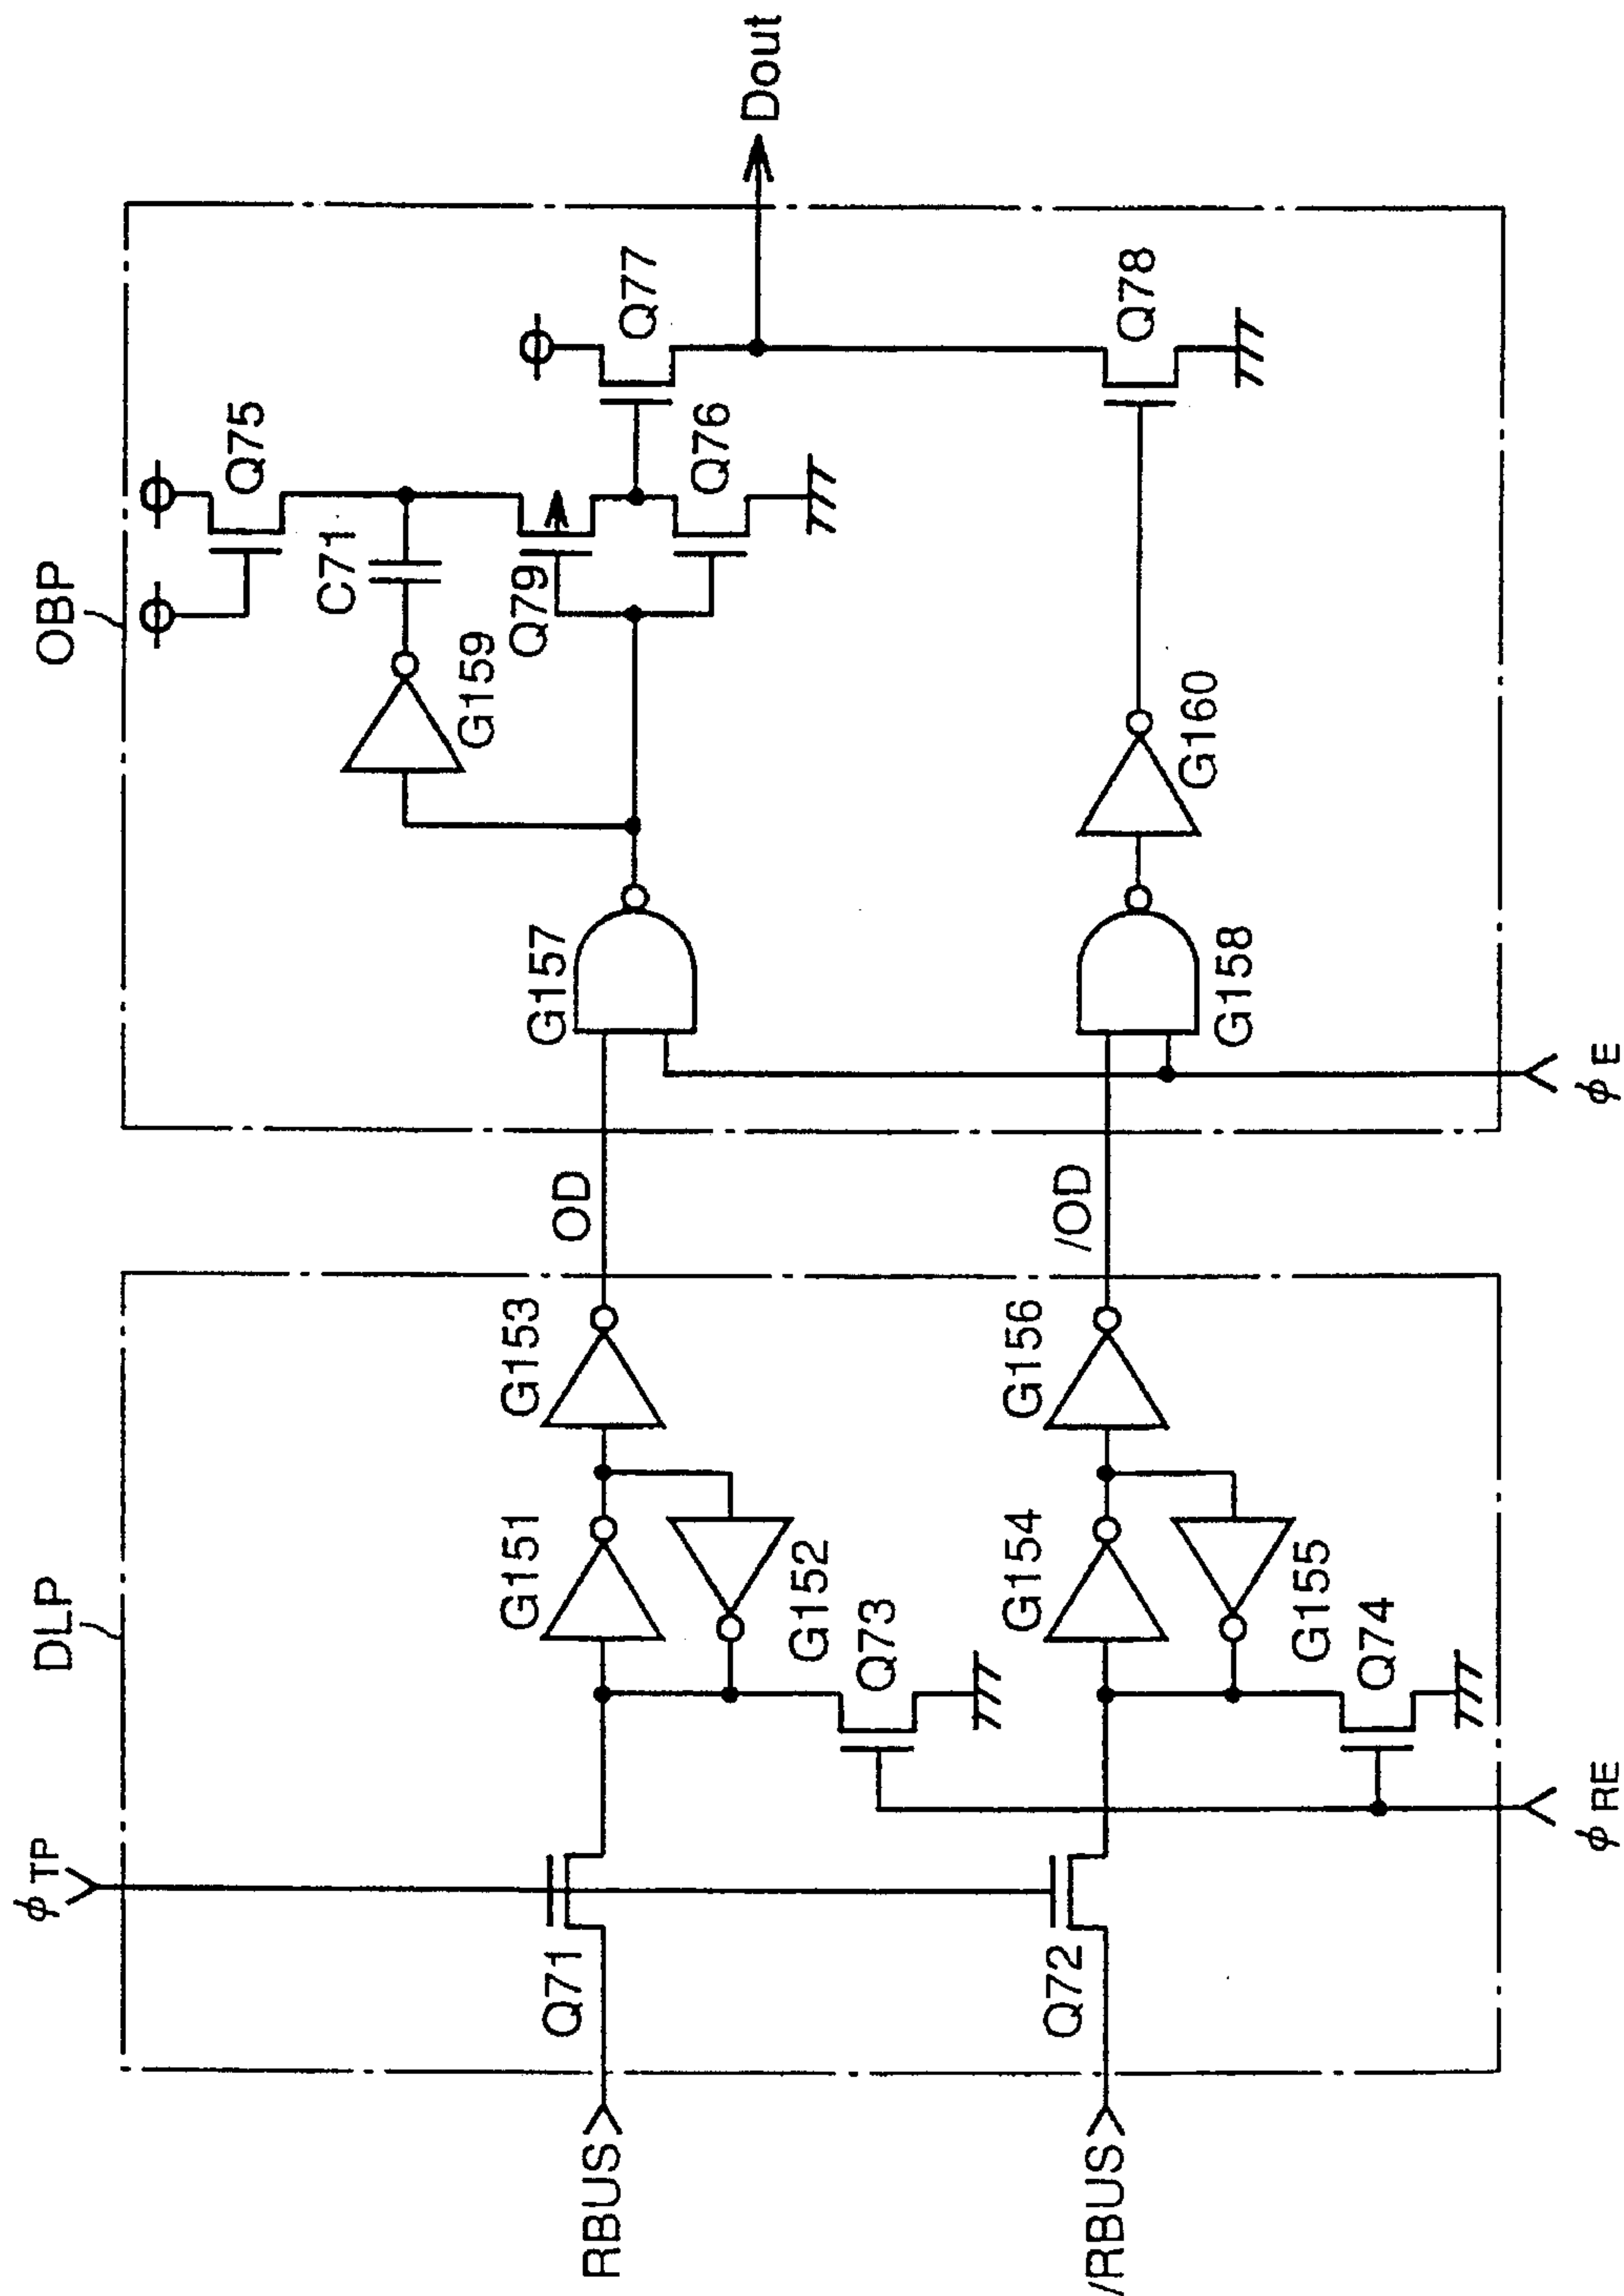 DLP
OBP
φTP
Q71
Q72
RBUS
/RBUS
G151
G152
G153
Q73
G154
G155
G156
Q74
φRE
OD
/OD
G157
G158
φE
G159
G160
C71
Q75
Q79
Q76
Q77
Q78
Dout